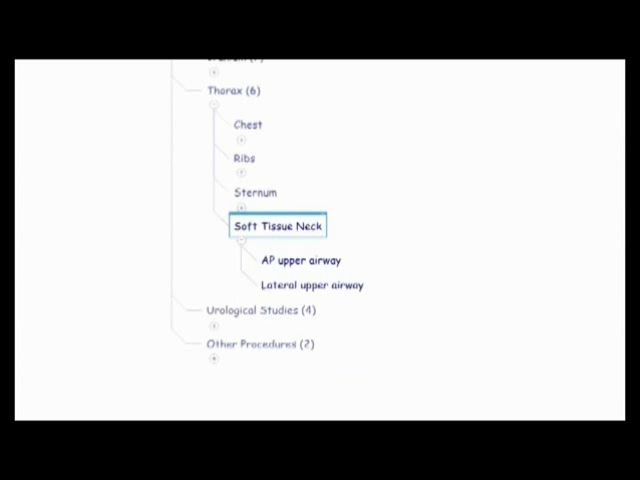 Thorax (6)
Chest
Ribs
Sternum
Soft Tissue Neck
AP upper airway
Lateral upper airway
Urological Studies (4)
Other Procedures (2)